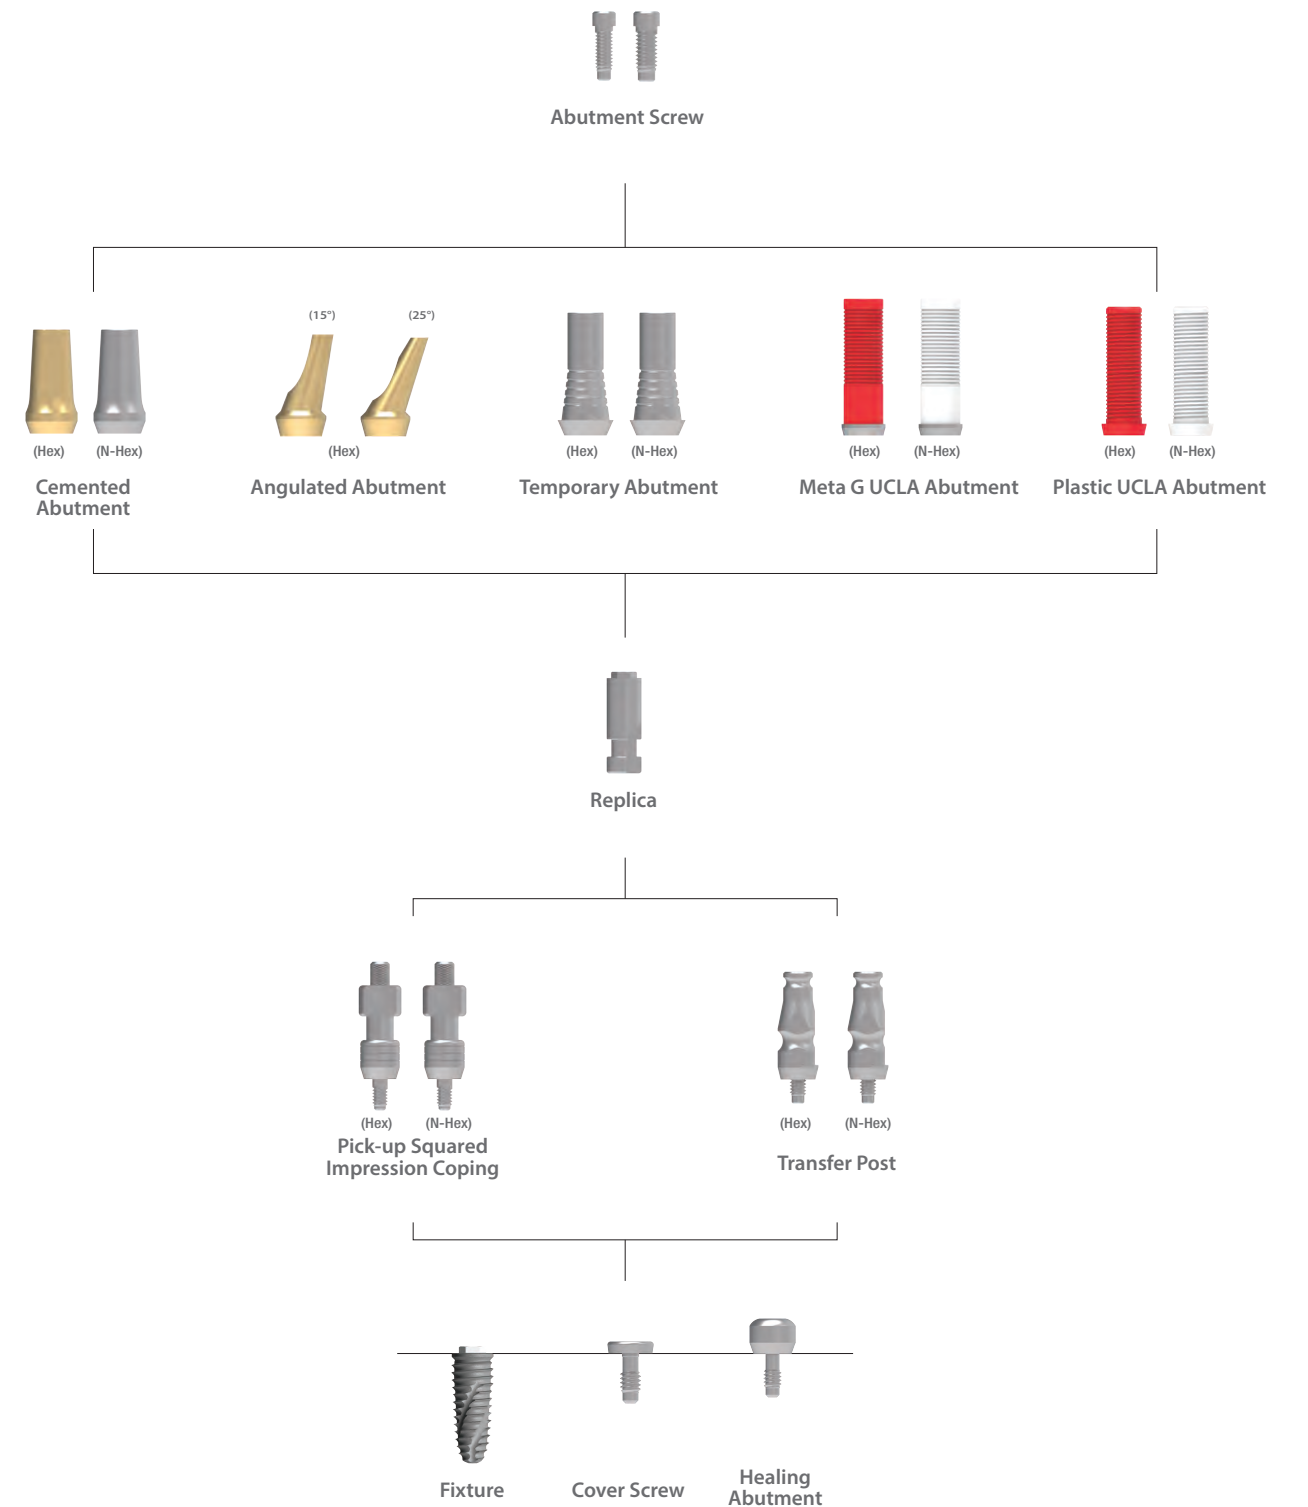 Abutment Screw
(15°) (25°)
(Hex) (N-Hex) (Hex) (Hex) (N-Hex) (Hex) (N-Hex) (Hex) (N-Hex)
Cemented
Abutment
Angulated Abutment
Temporary Abutment
Meta G UCLA Abutment
Plastic UCLA Abutment
Replica
(Hex) (N-Hex)
Pick-up Squared
Impression Coping
(Hex) (N-Hex)
Transfer Post
Fixture
Cover Screw
Healing
Abutment